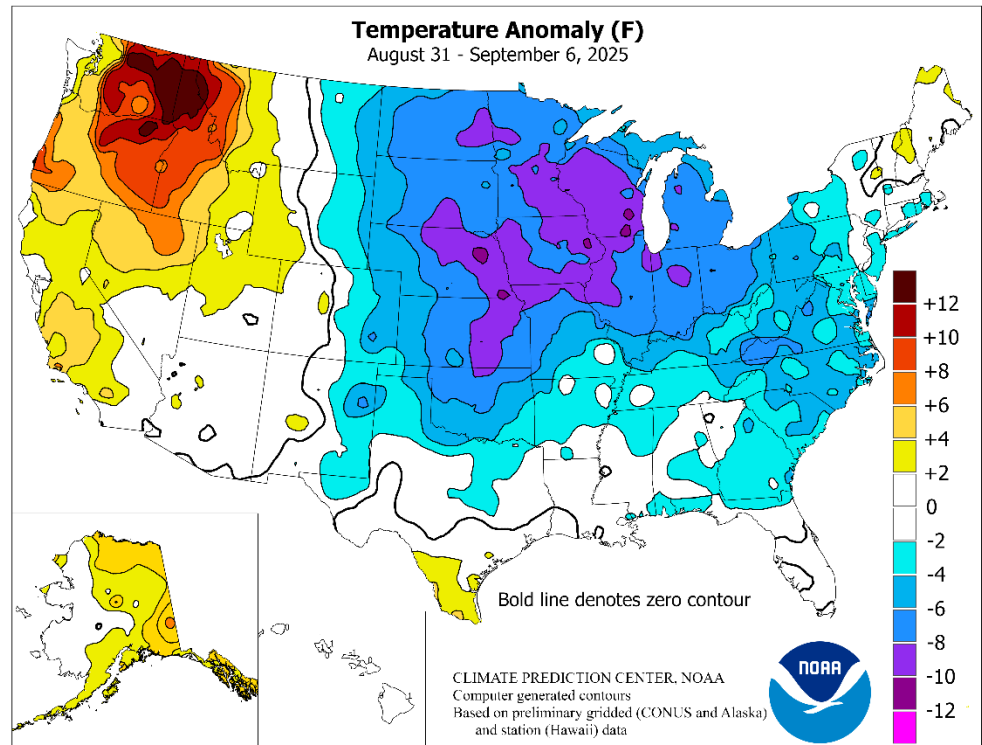 Temperature Anomaly (F)
August 31 - September 6, 2025
+12
+10
+8
+6
+4
+2
0
-2
-4
-6
-8
-10
-12
Bold line denotes zero contour
CLIMATE PREDICTION CENTER, NOAA
Computer generated contours
Based on preliminary gridded (CONUS and Alaska)
and station (Hawaii) data
NOAA